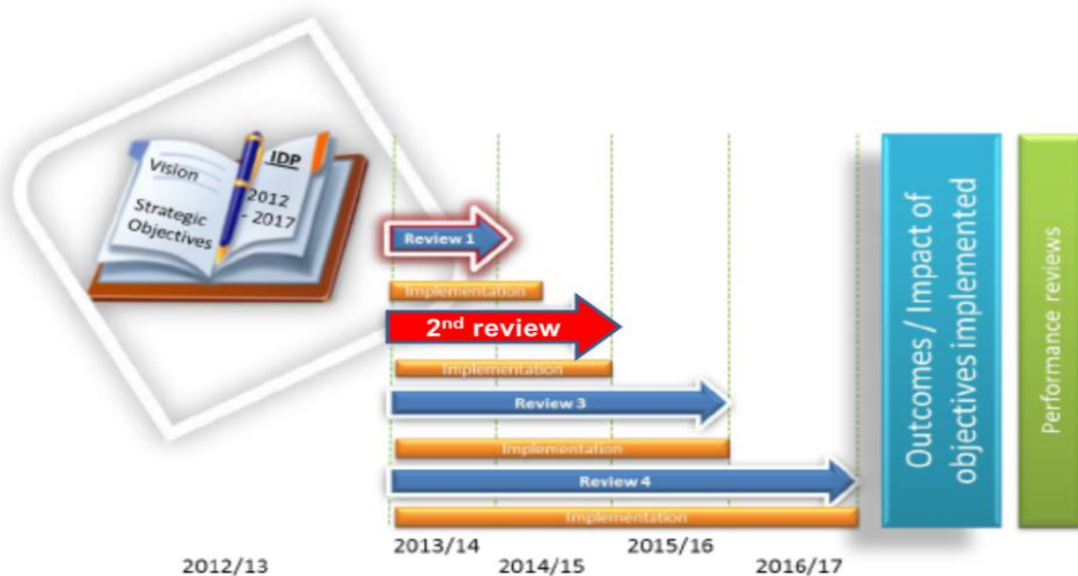 Vision
Strategic
Objectives
IDP
2012
- 2017
Review 1
Implementation
2nd review
Implementation
Review 3
Implementation
Review 4
Implementation
Outcomes / Impact of
objectives implemented
Performance reviews
2012/13
2013/14
2014/15
2015/16
2016/17